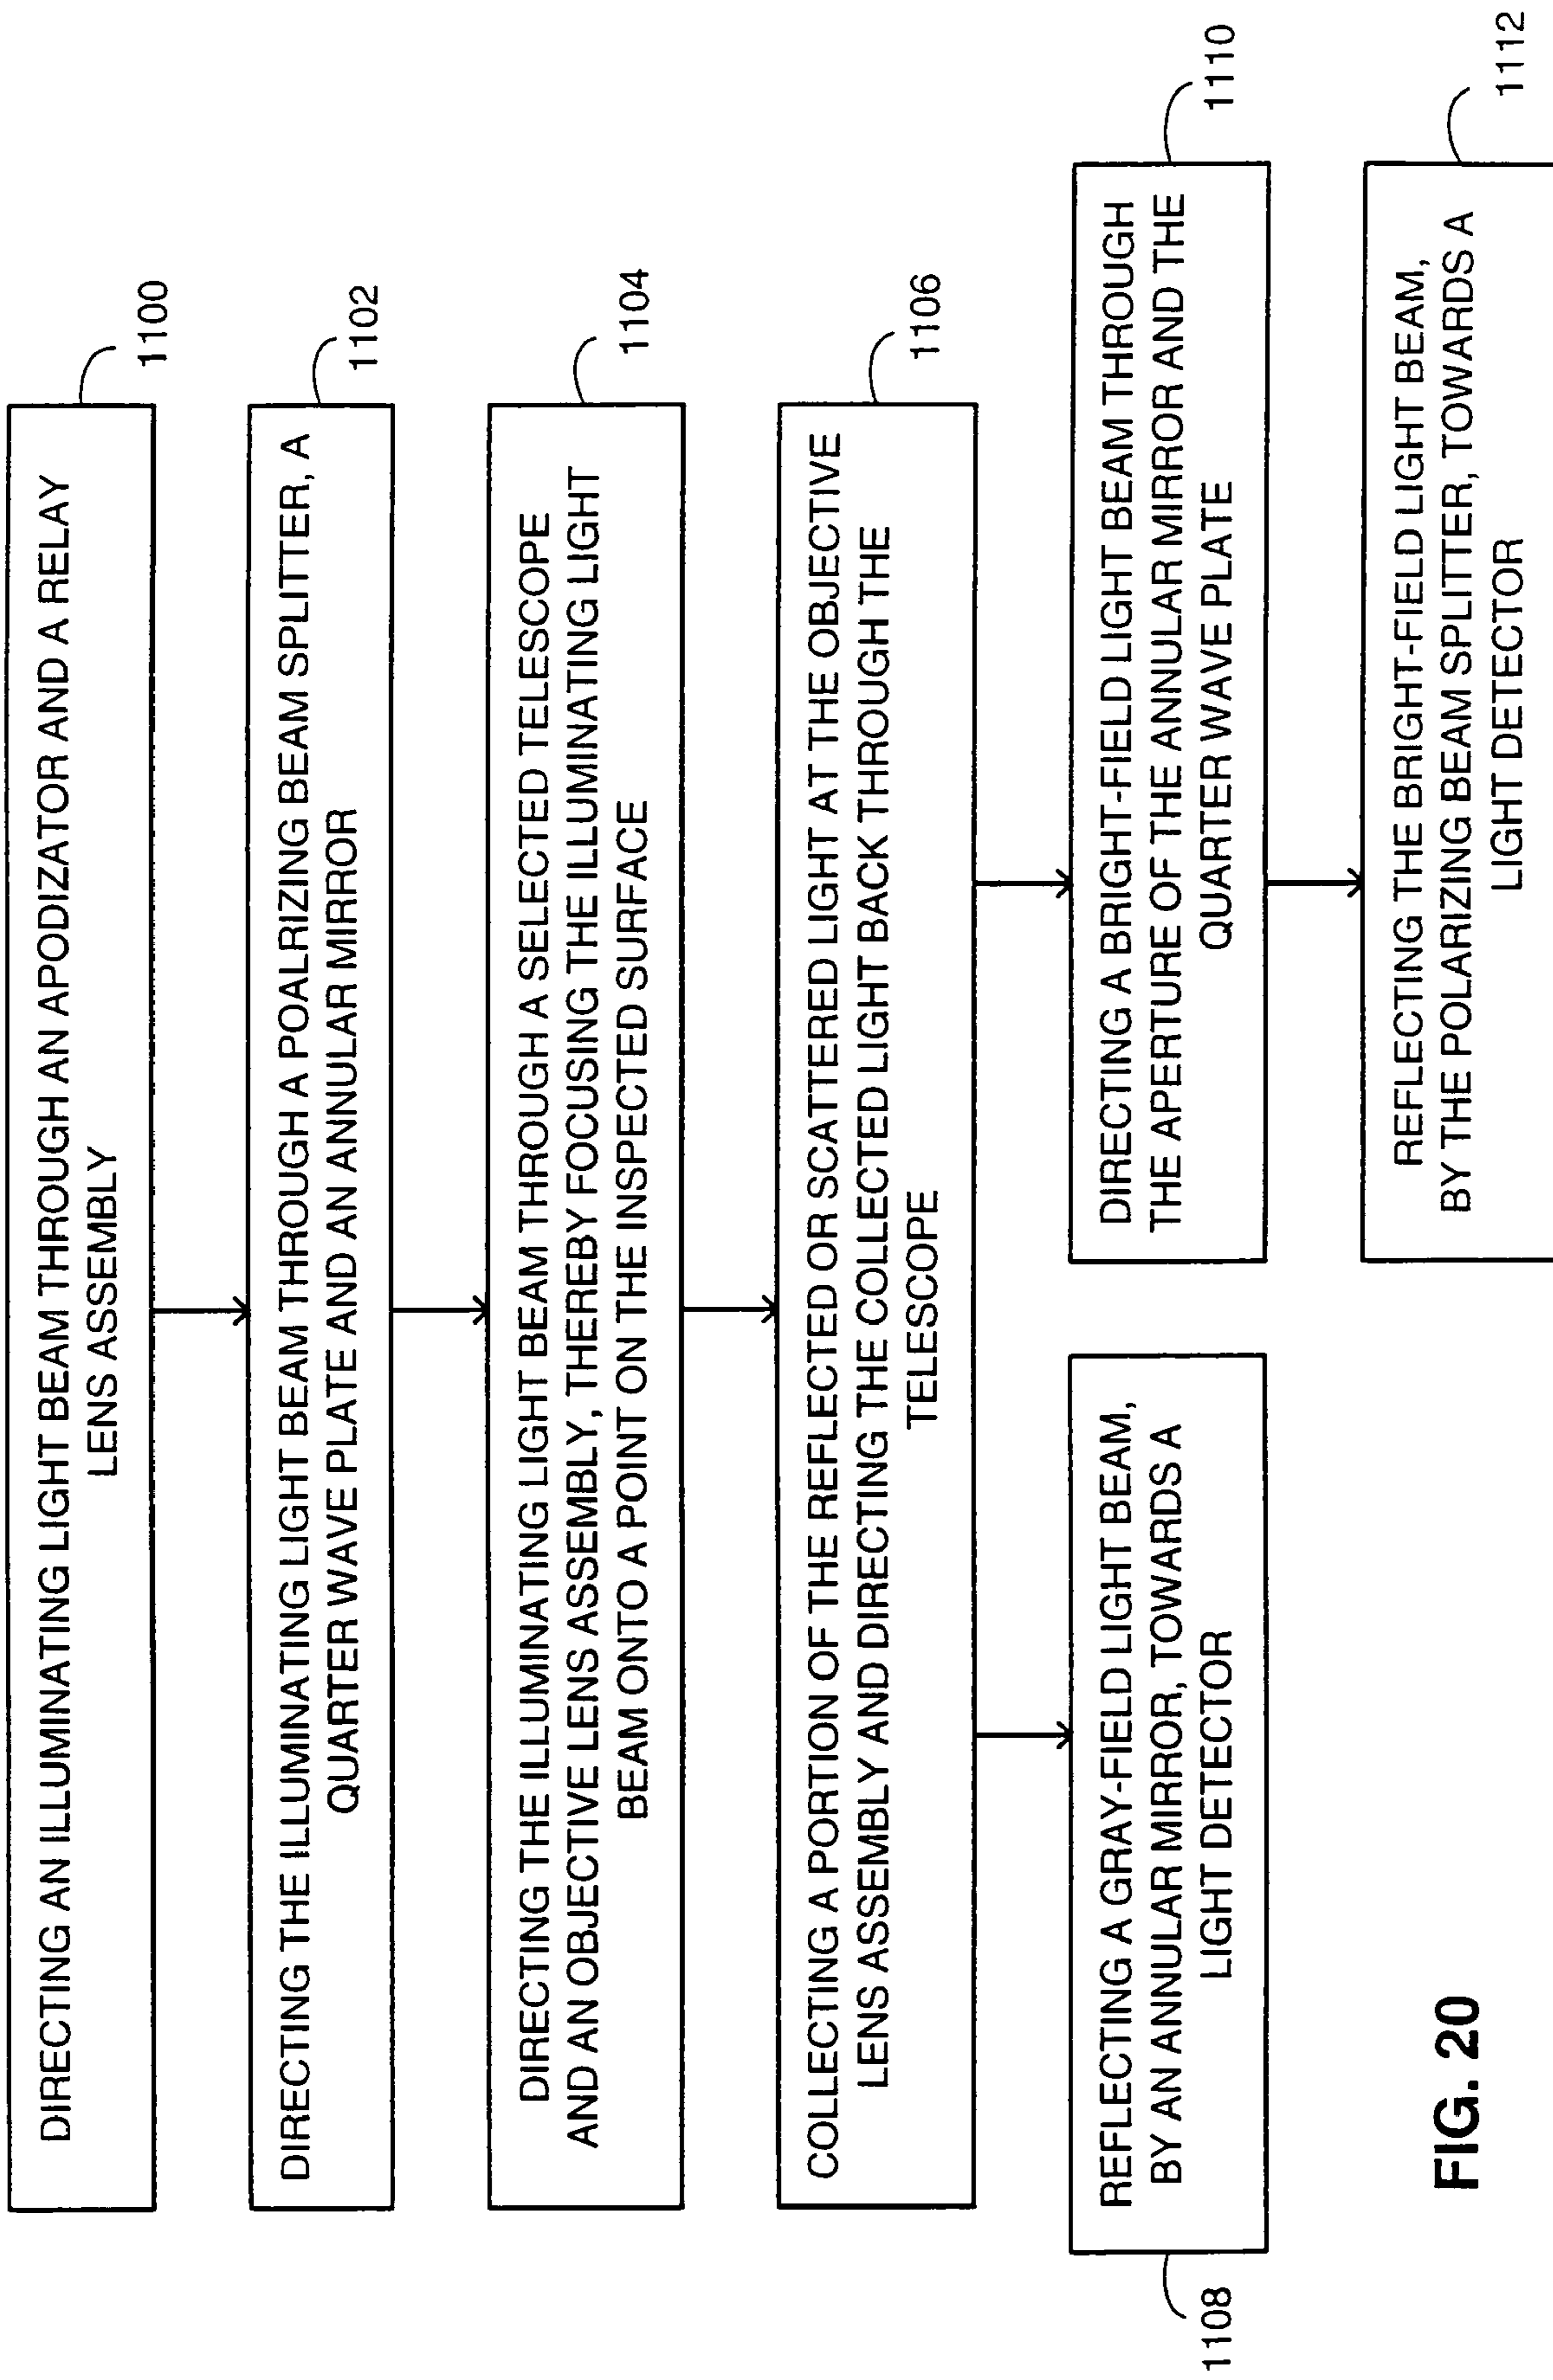 DIRECTING AN ILLUMINATING LIGHT BEAM THROUGH AN APODIZATOR AND A RELAY
LENS ASSEMBLY
1100
DIRECTING THE ILLUMINATING LIGHT BEAM THROUGH A POALRIZING BEAM SPLITTER, A
QUARTER WAVE PLATE AND AN ANNULAR MIRROR
1102
DIRECTING THE ILLUMINATING LIGHT BEAM THROUGH A SELECTED TELESCOPE
AND AN OBJECTIVE LENS ASSEMBLY, THEREBY FOCUSING THE ILLUMINATING LIGHT
BEAM ONTO A POINT ON THE INSPECTED SURFACE
1104
COLLECTING A PORTION OF THE REFLECTED OR SCATTERED LIGHT AT THE OBJECTIVE
LENS ASSEMBLY AND DIRECTING THE COLLECTED LIGHT BACK THROUGH THE
TELESCOPE
1106
REFLECTING A GRAY-FIELD LIGHT BEAM,
BY AN ANNULAR MIRROR, TOWARDS A
LIGHT DETECTOR
1108
DIRECTING A BRIGHT-FIELD LIGHT BEAM THROUGH
THE APERTURE OF THE ANNULAR MIRROR AND THE
QUARTER WAVE PLATE
1110
REFLECTING THE BRIGHT-FIELD LIGHT BEAM,
BY THE POLARIZING BEAM SPLITTER, TOWARDS A
LIGHT DETECTOR
1112
FIG. 20